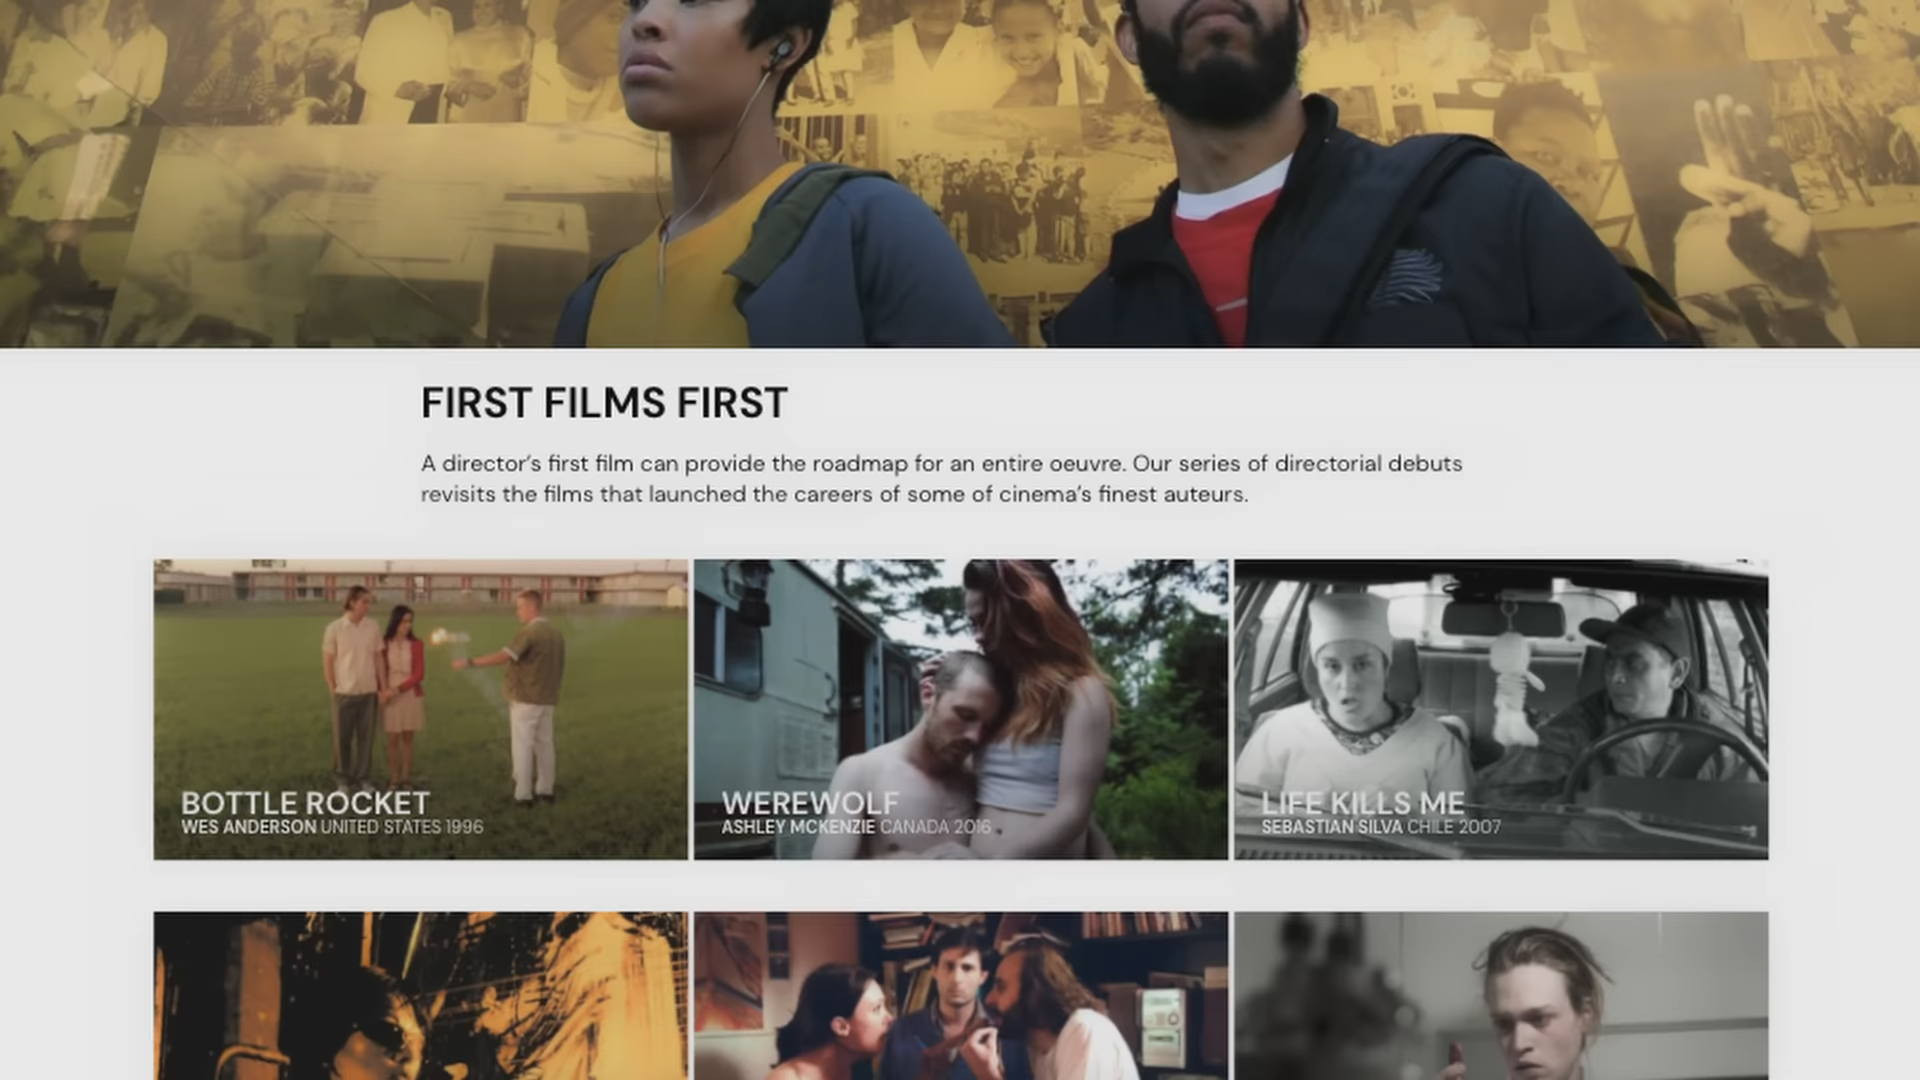 FIRST FILMS FIRST
A director's first film can provide the roadmap for an entire oeuvre. Our series of directorial debuts
revisits the films that launched the careers of some of cinema's finest auteurs.
BOTTLE ROCKET
WES ANDERSON UNITED STATES 1996
WEREWOLF
ASHLEY MCKENZIE CANADA 2016
LIFE KILLS ME
SEBASTIAN SILVA CHILE 2007